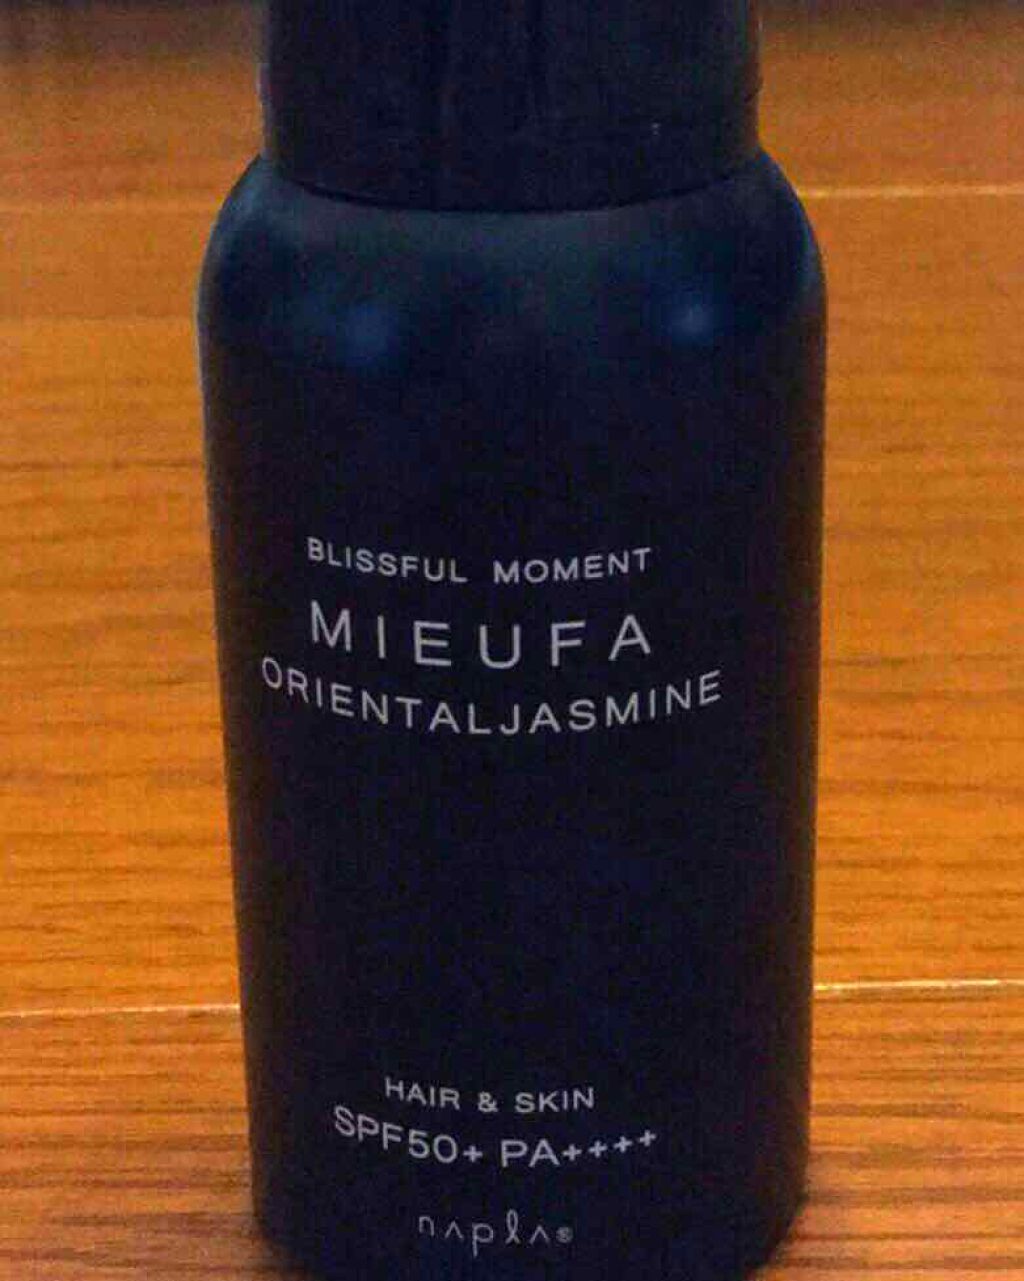 BLISSFUL MOMENT
MIEUFA
ORIENTALJASMINE
HAIR & SKIN
SPF50+ PA++++
napla®